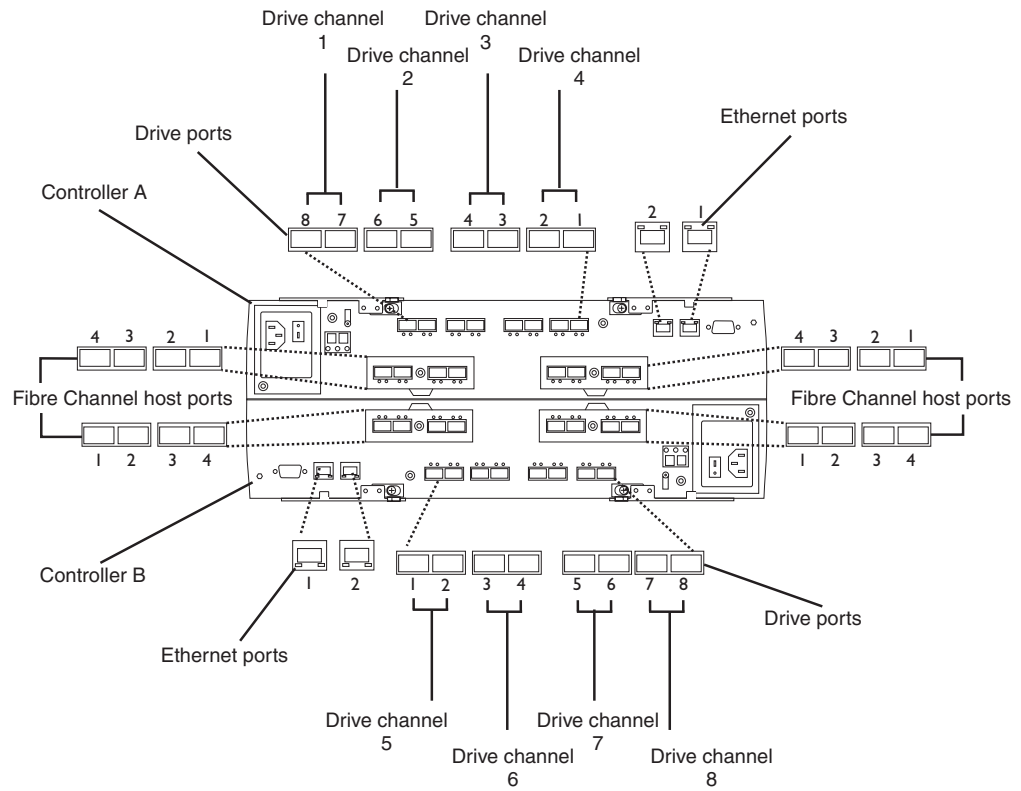 Drive channel
1
Drive channel
3
Drive channel
2
Drive channel
4
Drive ports
Ethernet ports
Controller A
8 7 6 5 4 3 2 1
2 1
4 3 2 1
4 3 2 1
Fibre Channel host ports
Fibre Channel host ports
1 2 3 4
1 2 3 4
Controller B
1 2
1 2 3 4 5 6 7 8
Drive ports
Ethernet ports
Drive channel
5
Drive channel
7
Drive channel
6
Drive channel
8